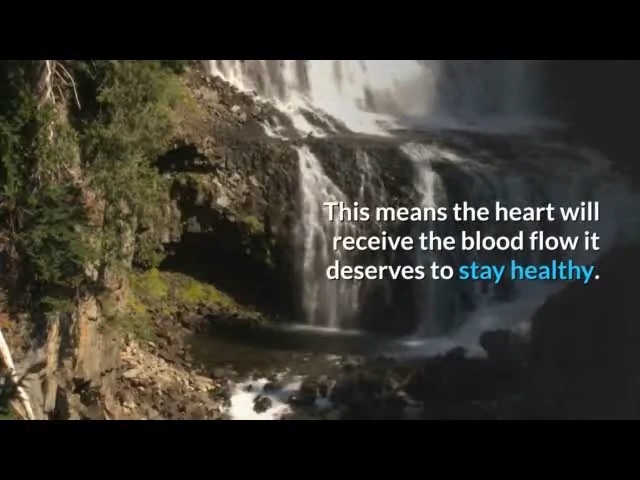 This means the heart will
receive the blood flow it
deserves to stay healthy.